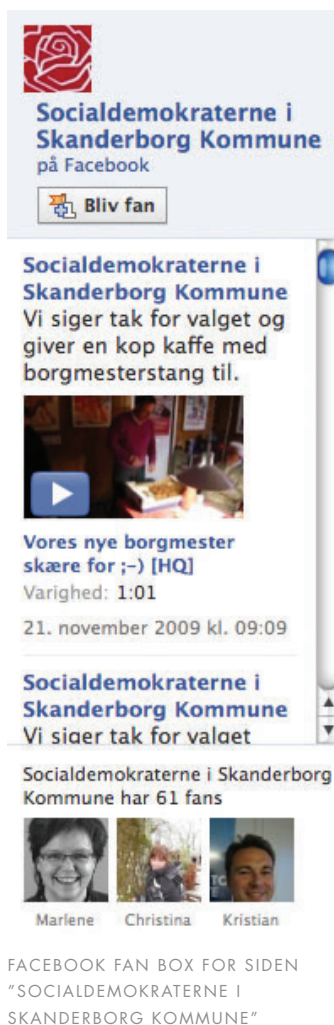 Socialdemokraterne i
Skanderborg Kommune
på Facebook
Bliv fan
Socialdemokraterne i
Skanderborg Kommune
Vi siger tak for valget og
giver en kop kaffe med
borgmesterstang til.
Vores nye borgmester
skære for ;-) [HQ]
Varighed: 1:01
21. november 2009 kl. 09:09
Socialdemokraterne i
Skanderborg Kommune
Vi siger tak for valget
Socialdemokraterne i Skanderborg
Kommune har 61 fans
Marlene Christina Kristian
FACEBOOK FAN BOX FOR SIDEN
”SOCIALDEMOKRATERNE I
SKANDERBORG KOMMUNE”